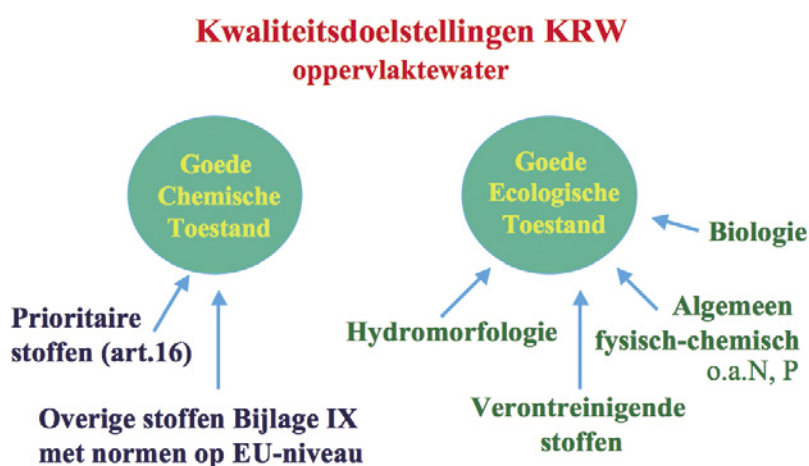 Kwaliteitsdoelstellingen KRW
oppervlaktewater
Goede
Chemische
Toestand
Prioritaire
stoffen (art.16)
Overige stoffen Bijlage IX
met normen op EU-niveau
Goede
Ecologische
Toestand
Biologie
Hydromorfologie
Algemeen
fysisch-chemisch
o.a.N, P
Verontreinigende
stoffen